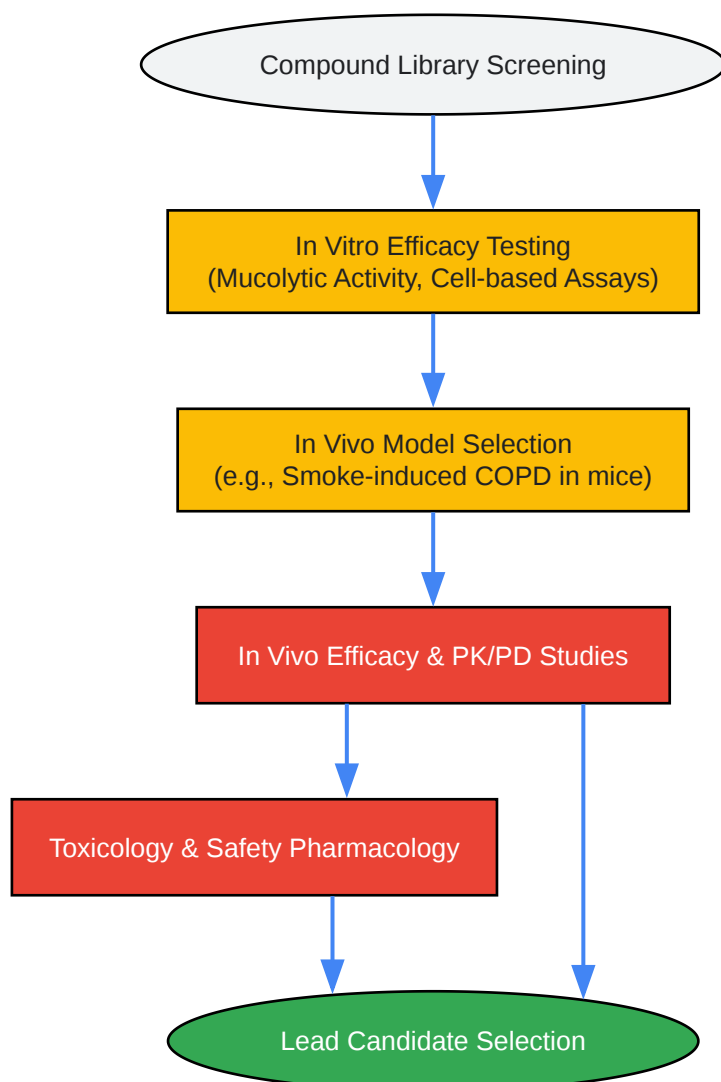 Compound Library Screening
In Vitro Efficacy Testing
(Mucolytic Activity, Cell-based Assays)
In Vivo Model Selection
(e.g., Smoke-induced COPD in mice)
In Vivo Efficacy & PK/PD Studies
Toxicology & Safety Pharmacology
Lead Candidate Selection